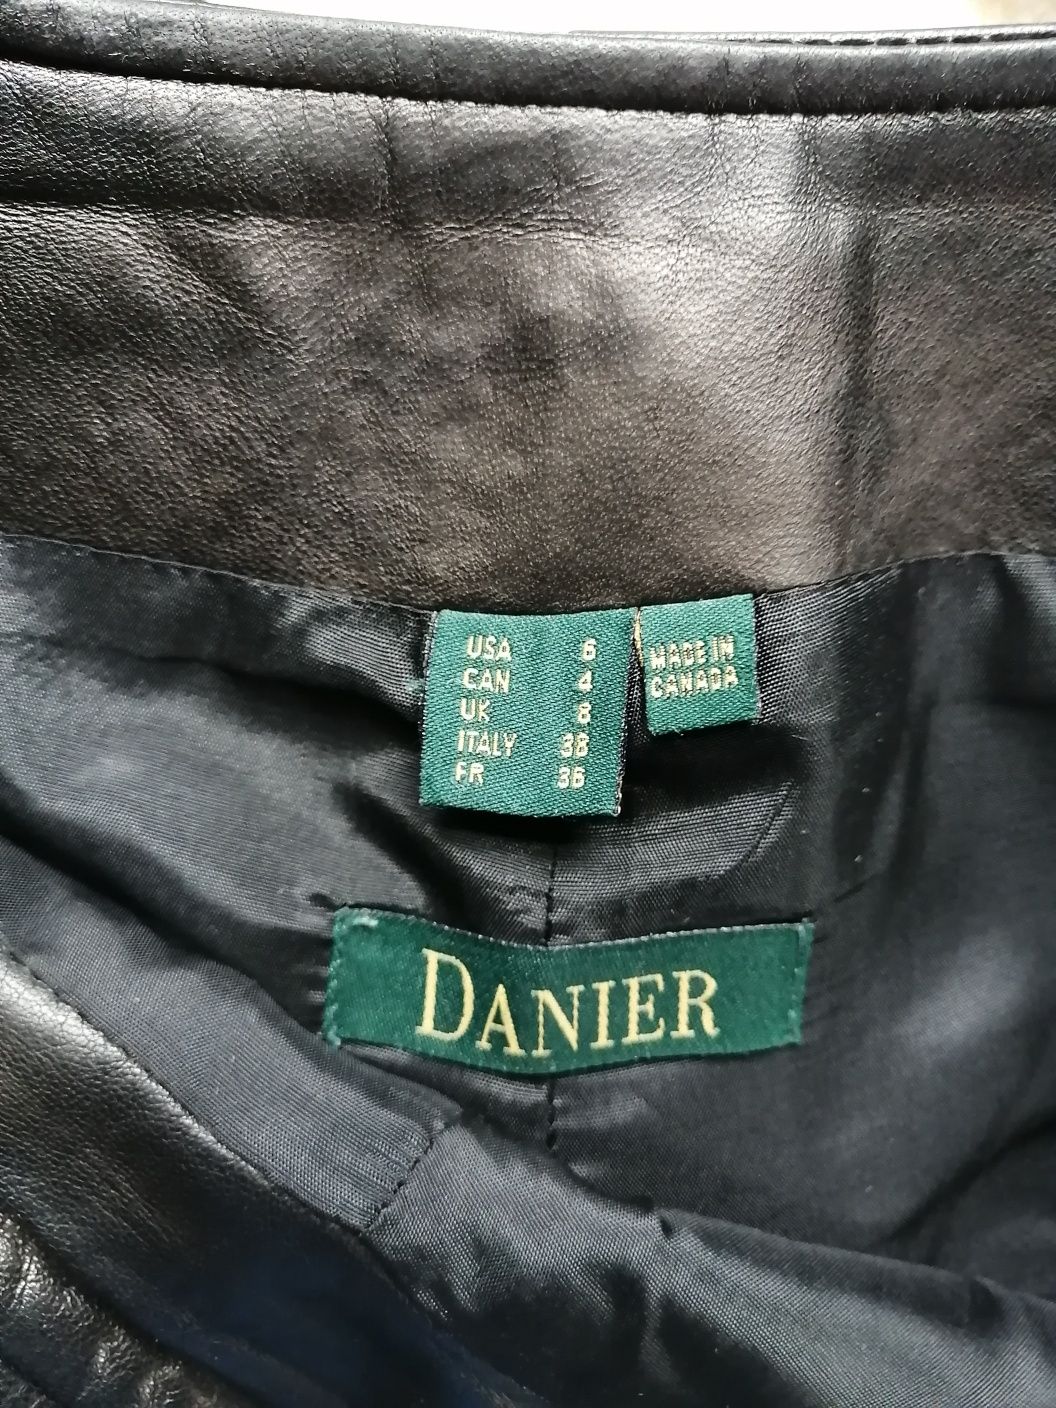 USA 6
CAN 4
UK 8
ITALY 38
FR 36
MADE IN
CANADA
DANIER